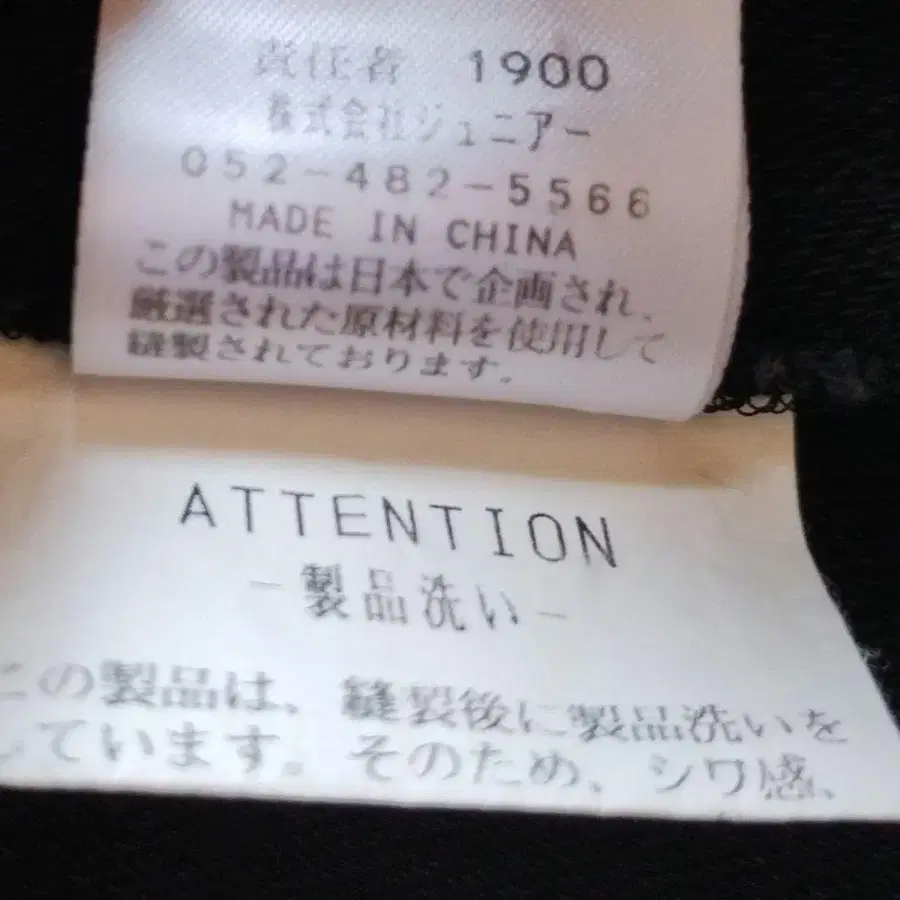 責任者 1900
株式会社ジュニアー
052-482-5566
MADE IN CHINA
この製品は日本で企画され、
厳選された原材料を使用して
縫製されております。
ATTENTION
-製品洗い-
この製品は、縫製後に製品洗いを
しています。そのため、シワ感、